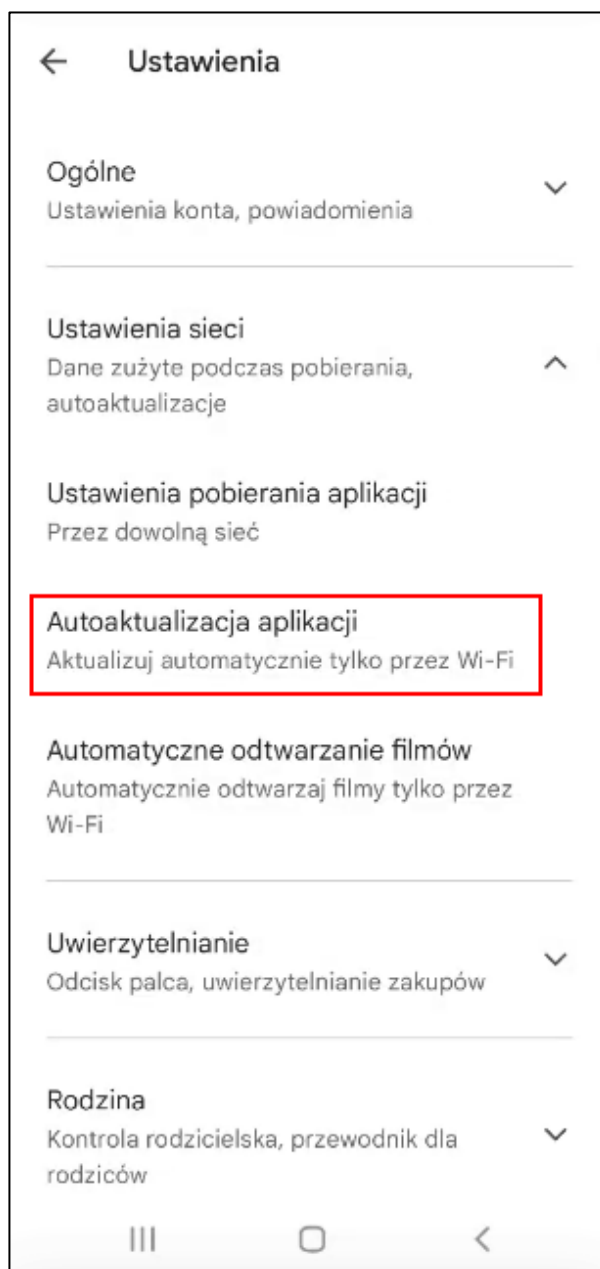 Ustawienia
Ogólne
Ustawienia konta, powiadomienia
Ustawienia sieci
Dane zużyte podczas pobierania,
autoaktualizacje
Ustawienia pobierania aplikacji
Przez dowolną sieć
Autoaktualizacja aplikacji
Aktualizuj automatycznie tylko przez Wi-Fi
Automatyczne odtwarzanie filmów
Automatycznie odtwarzaj filmy tylko przez
Wi-Fi
Uwierzytelnianie
Odcisk palca, uwierzytelnianie zakupów
Rodzina
Kontrola rodzicielska, przewodnik dla
rodziców